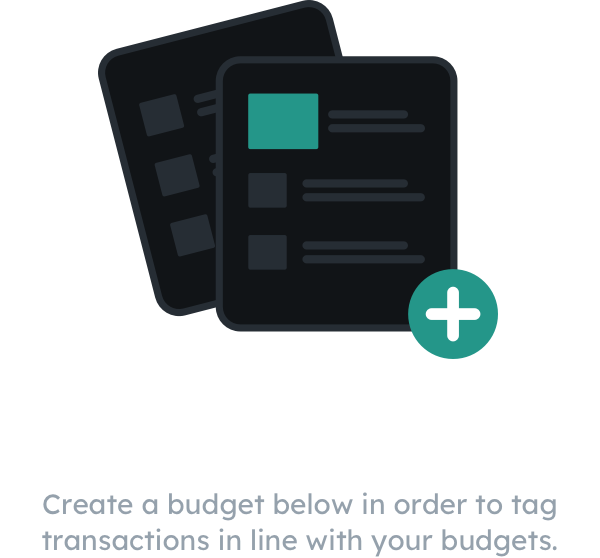 Create a budget below in order to tag
transactions in line with your budgets.